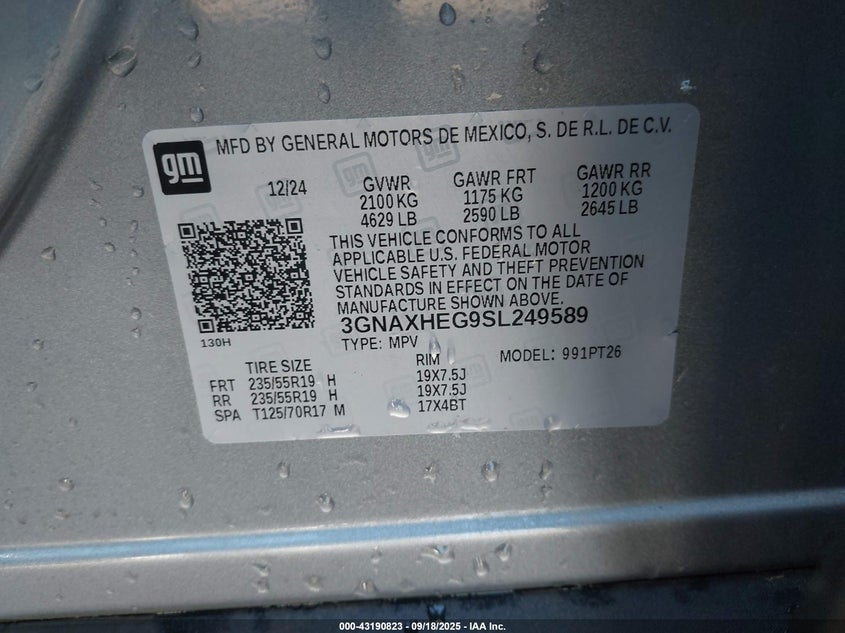 gm
MFD BY GENERAL MOTORS DE MEXICO, S. DE R.L. DE C.V.
12/24 GVWR GAWR FRT GAWR RR
2100 KG 1175 KG 1200 KG
4629 LB 2590 LB 2645 LB
THIS VEHICLE CONFORMS TO ALL
APPLICABLE U.S. FEDERAL MOTOR
VEHICLE SAFETY AND THEFT PREVENTION
STANDARDS IN EFFECT ON THE DATE OF
MANUFACTURE SHOWN ABOVE.
3GNAXHEG9SL249589
130H
TYPE: MPV
TIRE SIZE RIM MODEL: 991PT26
FRT 235/55R19 H 19X7.5J
RR 235/55R19 H 19X7.5J
SPA T125/70R17 M 17X4BT
000-43190823 - 09/18/2025 - IAA Inc.